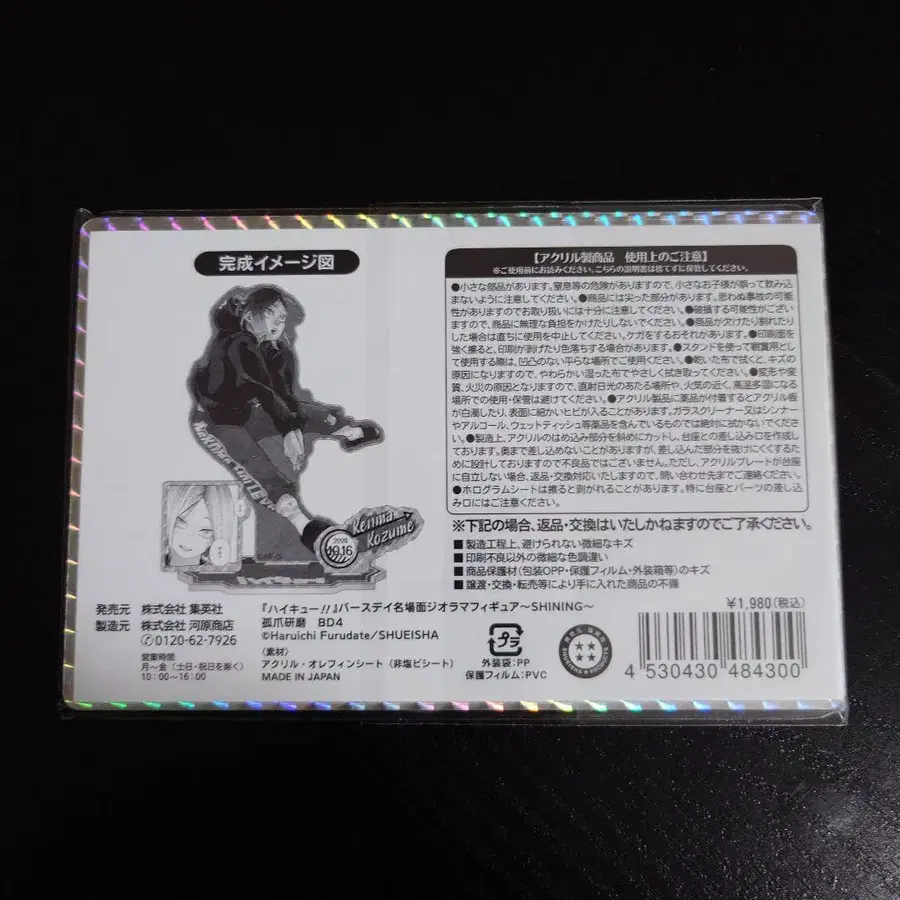 完成イメージ図
Kenma
Kozume
10.16
【アクリル製商品　使用上のご注意】
※ご使用前にお読みください。こちらの説明書は捨てずに保管してください。
●小さな部品があります。窒息等の危険がありますので、小さなお子様が誤って飲み込
まないように注意してください。●商品には尖った部分があります。思わぬ事故の可能
性がありますのでお取り扱いには十分に注意してください。●破損する可能性がござい
ますので、商品に無理な負担をかけたりしないでください。●商品が欠けたり割れたり
した場合は直ちに使用を中止してください。ケガをするおそれがあります。●印刷面を
強く擦ると、印刷が剥げたり色落ちする場合があります。●スタンドを使って観賞用とし
て使用する際は、凹凸のない平らな場所でご使用ください。●乾いた布で拭くと、キズの
原因になりますので、やわらかい湿った布でやさしく拭き取ってください。●変形や変
質、火災の原因となりますので、直射日光のあたる場所や、火気の近く、高温多湿になる
場所での使用・保管は避けてください。●アクリル製品に薬品が付着するとアクリル板
が白濁したり、表面に細かいヒビが入ることがあります。ガラスクリーナー又はシンナー
やアルコール、ウェットティッシュ等薬品を含んでいるものでは絶対に拭かないでくださ
い。●製造上、アクリルのはめ込み部分を斜めにカットし、台座との差し込み口を作成し
ております。奥まで差し込めないことがありますが、差し込んだ部分を抜けにくくする
ために設計しておりますので不良品ではございません。ただし、アクリルプレートが台座
に自立しない場合、返品・交換対応いたしますので、問い合わせ先までご連絡ください。
●ホログラムシートは擦ると剥がれることがあります。特に台座とパーツの差し込
み口にはご注意ください。
※下記の場合、返品・交換はいたしかねますのでご了承ください。
■製造工程上、避けられない微細なキズ
■印刷不良以外の微細な色調違い
■商品保護材(包装OPP・保護フィルム・外装箱等)のキズ
■譲渡・交換・転売等により手に入れた商品の不備
発売元　株式会社 集英社
製造元　株式会社 河原商店
✆0120-62-7926
営業時間
月～金（土日・祝日を除く）
10：00～16：00
『ハイキュー!!』バースデイ名場面ジオラマフィギュア～SHINING～
孤爪研磨　BD4
©Haruichi Furudate/SHUEISHA
（素材）
アクリル・オレフィンシート（非塩ビシート）
MADE IN JAPAN
プラ
外装袋：PP
保護フィルム：PVC
SHUEISHA PRODUCTS
¥1,980(税込)
4 530430 484300